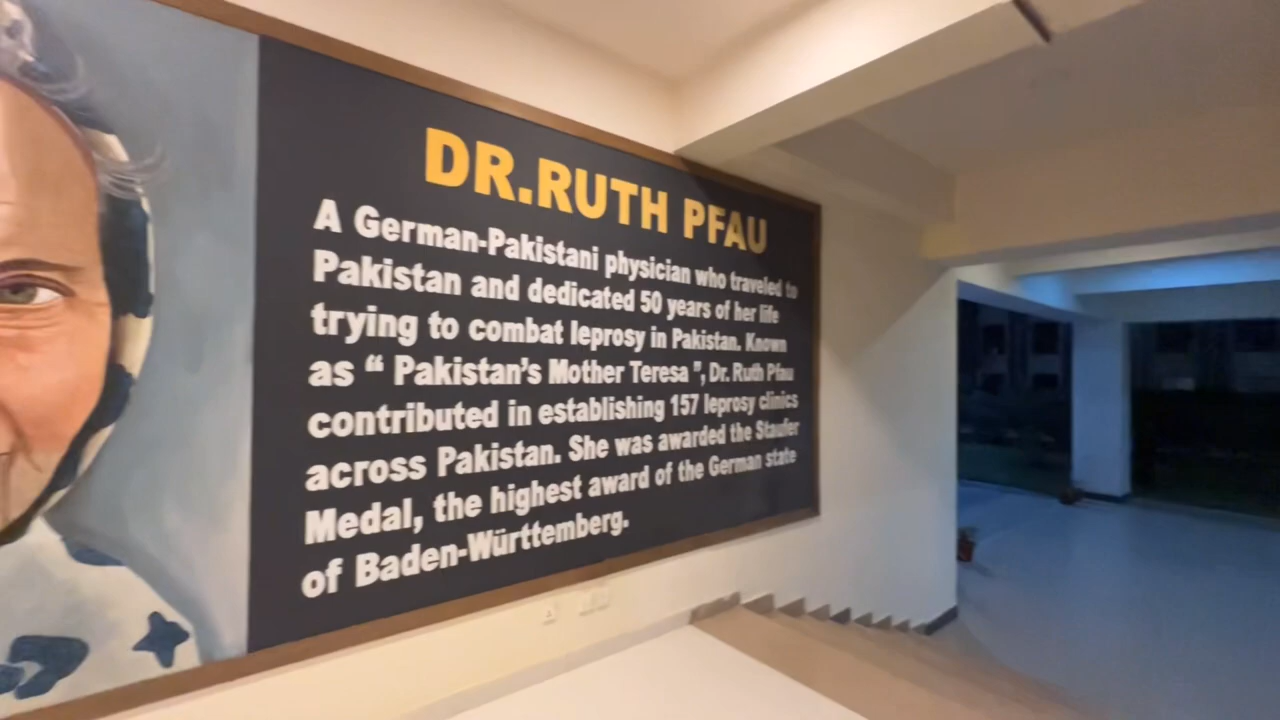 DR.RUTH PFAU
A German-Pakistani physician who traveled to
Pakistan and dedicated 50 years of her life
trying to combat leprosy in Pakistan. Known
as “ Pakistan’s Mother Teresa ”, Dr. Ruth Pfau
contributed in establishing 157 leprosy clinics
across Pakistan. She was awarded the Staufer
Medal, the highest award of the German state
of Baden-Württemberg.